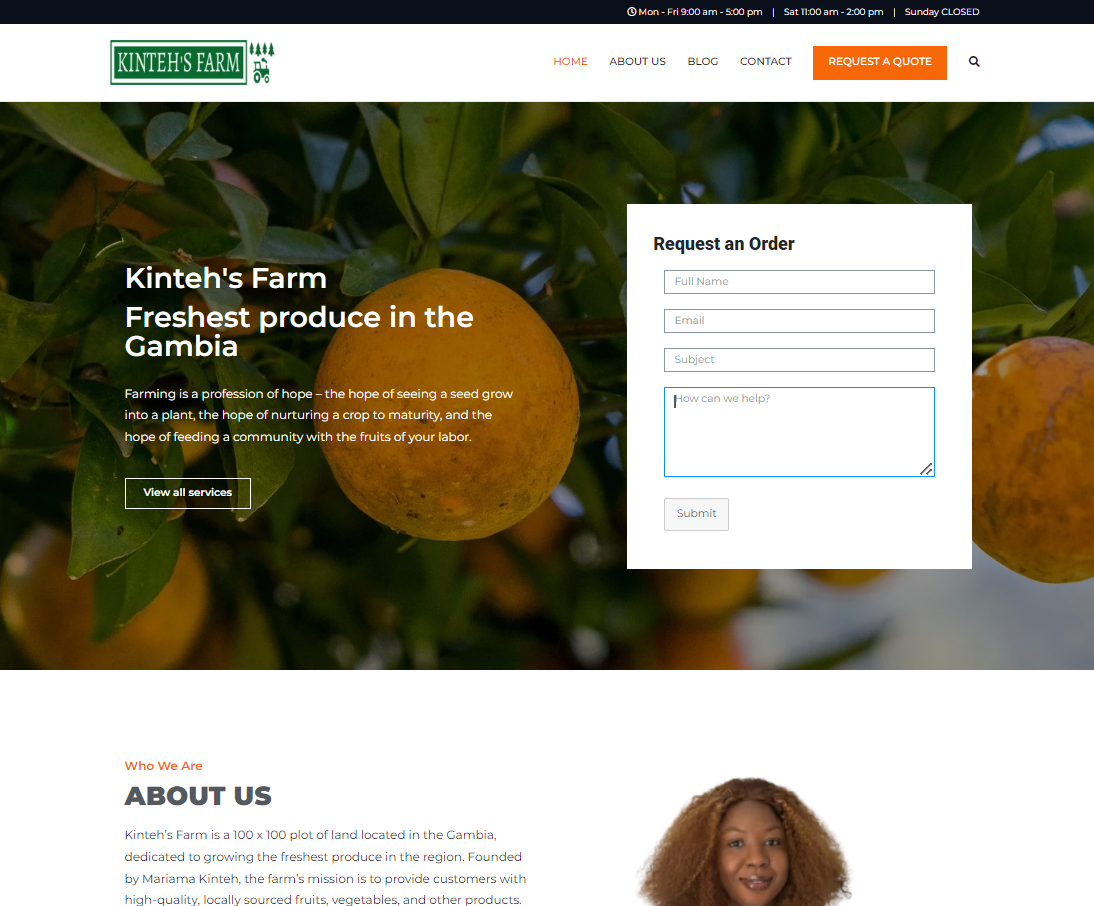 Mon - Fri 9:00 am - 5:00 pm | Sat 11:00 am - 2:00 pm | Sunday CLOSED
KINTEH'S FARM
HOME ABOUT US BLOG CONTACT REQUEST A QUOTE
Kinteh's Farm
Freshest produce in the
Gambia
Farming is a profession of hope – the hope of seeing a seed grow
into a plant, the hope of nurturing a crop to maturity, and the
hope of feeding a community with the fruits of your labor.
View all services
Request an Order
Full Name
Email
Subject
How can we help?
Submit
Who We Are
ABOUT US
Kinteh’s Farm is a 100 x 100 plot of land located in the Gambia,
dedicated to growing the freshest produce in the region. Founded
by Mariama Kinteh, the farm’s mission is to provide customers with
high-quality, locally sourced fruits, vegetables, and other products.